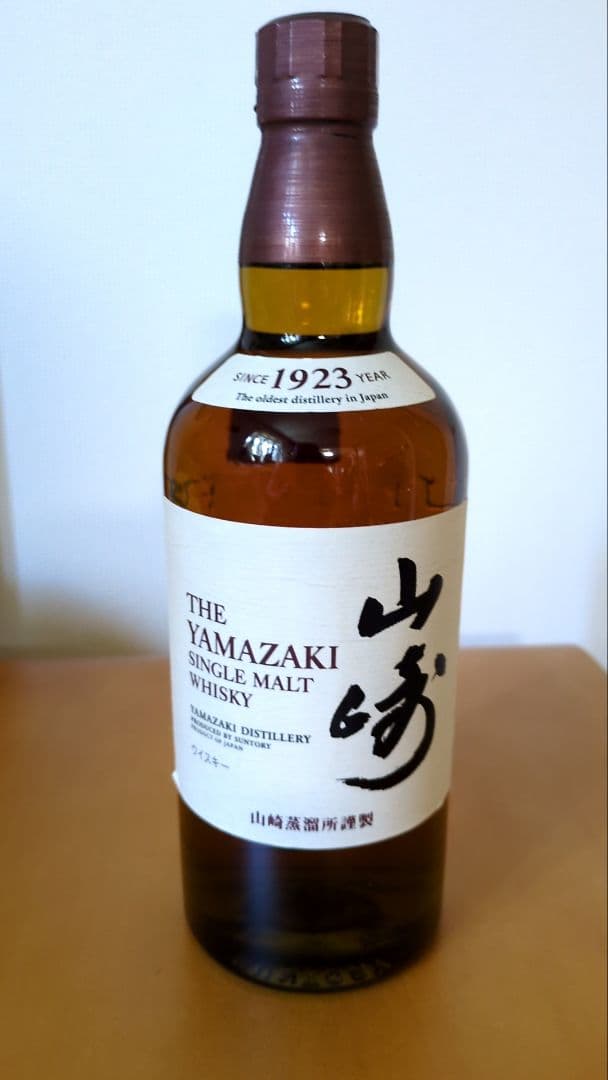 SINCE 1923 YEAR
The oldest distillery in Japan
山崎
THE
YAMAZAKI
SINGLE MALT
WHISKY
YAMAZAKI DISTILLERY
PRODUCED BY SUNTORY
PRODUCT OF JAPAN
ウイスキー
山崎蒸溜所謹製